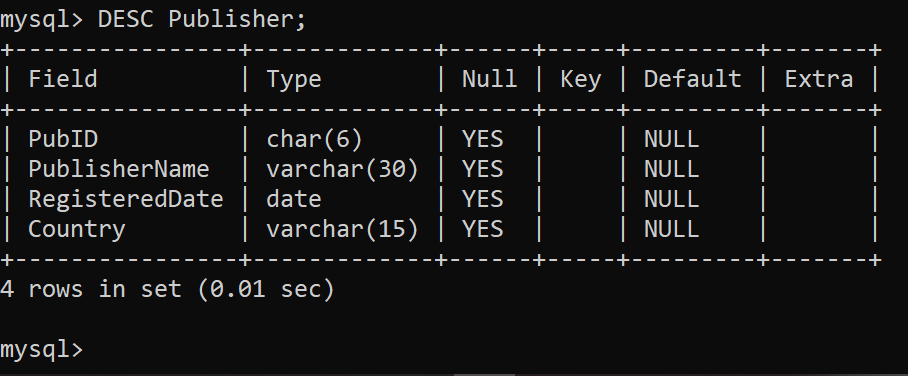 mysql> DESC Publisher;
+----------------+-------------+------+-----+---------+-------+
| Field          | Type        | Null | Key | Default | Extra |
+----------------+-------------+------+-----+---------+-------+
| PubID          | char(6)     | YES  |     | NULL    |       |
| PublisherName  | varchar(30) | YES  |     | NULL    |       |
| RegisteredDate | date        | YES  |     | NULL    |       |
| Country        | varchar(15) | YES  |     | NULL    |       |
+----------------+-------------+------+-----+---------+-------+
4 rows in set (0.01 sec)
mysql>